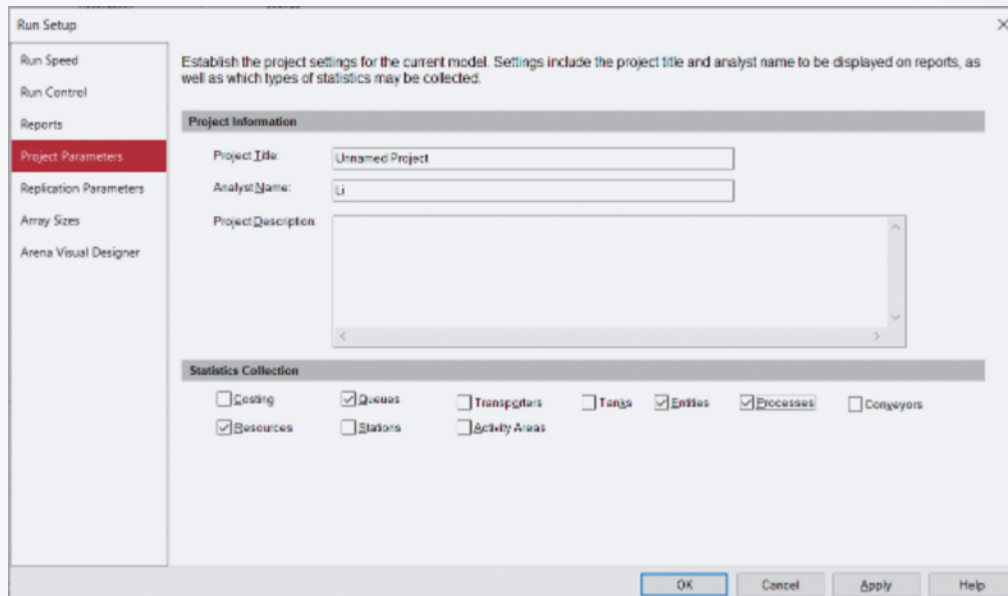 Run Setup
Run Speed
Run Control
Reports
Project Parameters
Replication Parameters
Array Sizes
Arena Visual Designer
Establish the project settings for the current model. Settings include the project title and analyst name to be displayed on reports, as
well as which types of statistics may be collected.
Project Information
Project Title:
Unnamed Project
Analyst Name:
Li
Project Description:
Statistics Collection
Costing Queues Transporters Tanks Entities Processes Conveyors
Resources Stations Activity Areas
OK Cancel Apply Help